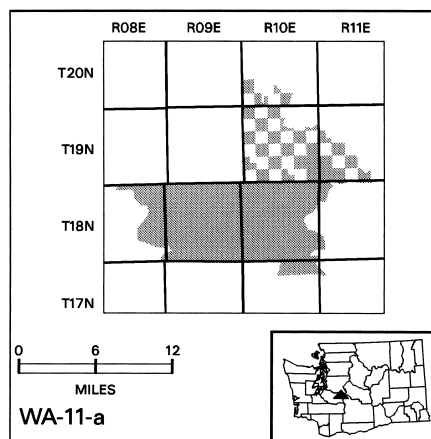 R08E R09E R10E R11E
T20N
T19N
T18N
T17N
0 6 12
MILES
WA-11-a